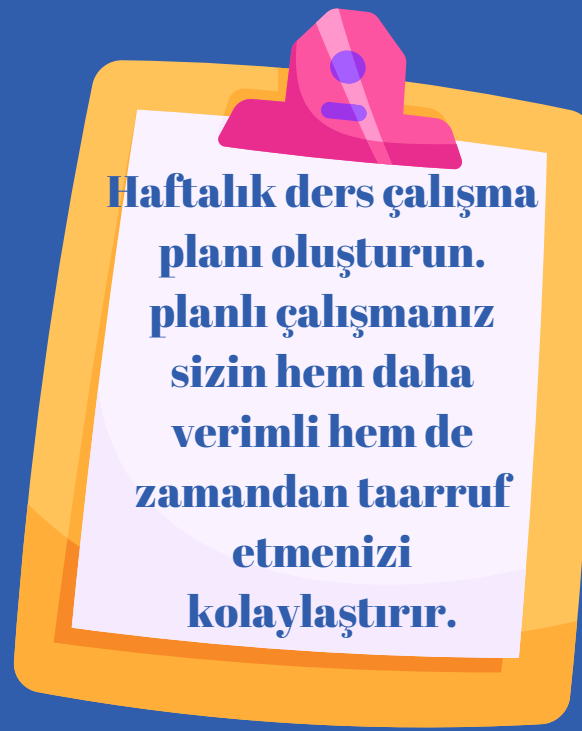 Haftalık ders çalışma
planı oluşturun.
planlı çalışmanız
sizin hem daha
verimli hem de
zamandan taarruf
etmenizi
kolaylaştırır.